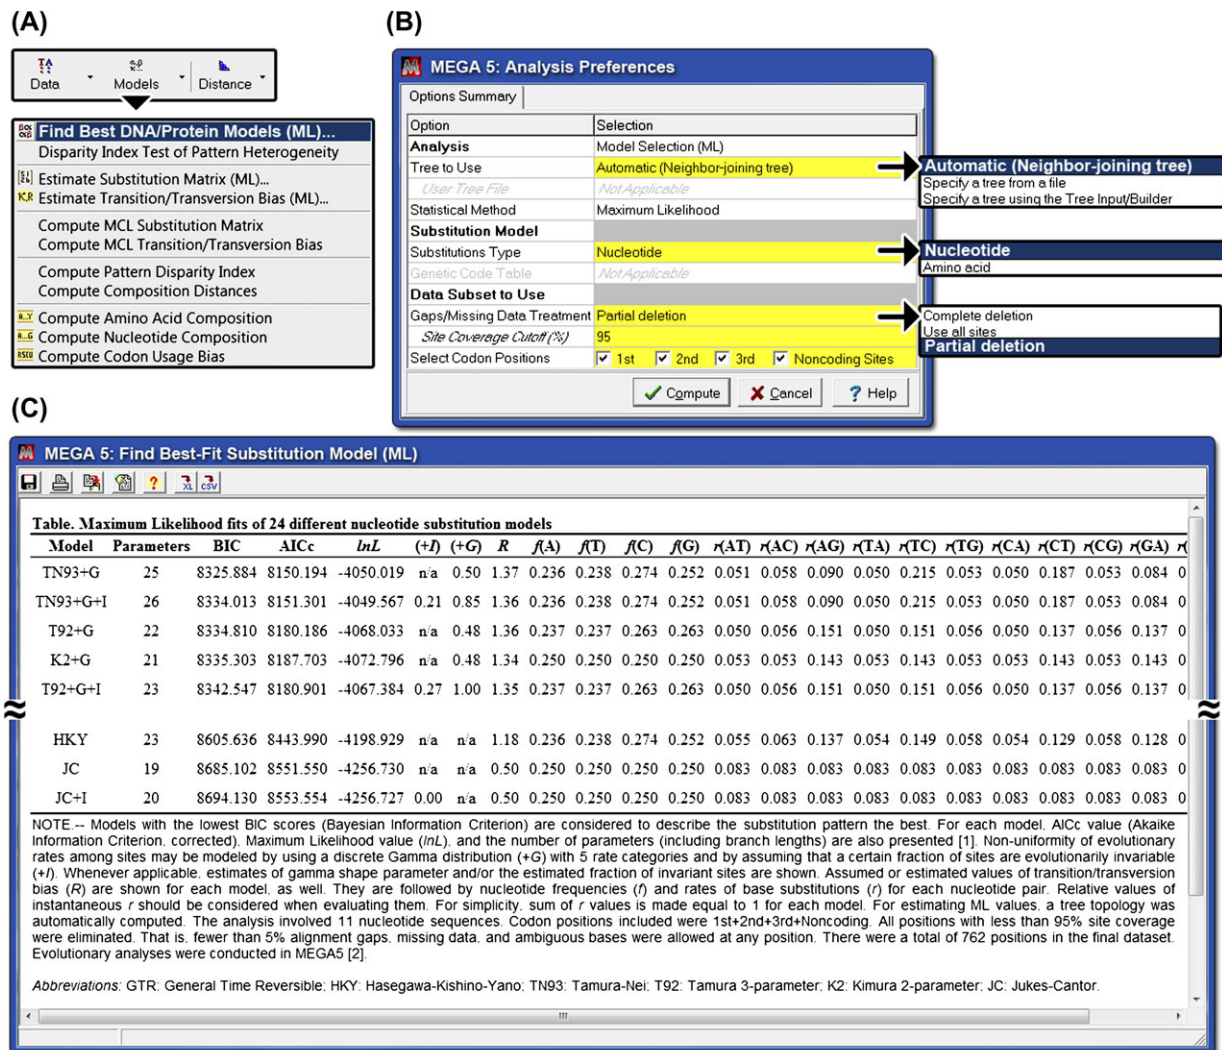 (A)
Data Models Distance
Find Best DNA/Protein Models (ML)...
Disparity Index Test of Pattern Heterogeneity
Estimate Substitution Matrix (ML)...
Estimate Transition/Transversion Bias (ML)...
Compute MCL Substitution Matrix
Compute MCL Transition/Transversion Bias
Compute Pattern Disparity Index
Compute Composition Distances
Compute Amino Acid Composition
Compute Nucleotide Composition
Compute Codon Usage Bias
(B)
MEGA 5: Analysis Preferences
Options Summary
Option Selection
Analysis Model Selection (ML)
Tree to Use Automatic (Neighbor-joining tree)
User Tree File Not Applicable
Statistical Method Maximum Likelihood
Substitution Model
Substitutions Type Nucleotide
Genetic Code Table Not Applicable
Data Subset to Use
Gaps/Missing Data Treatment Partial deletion
Site Coverage Cutoff (%) 95
Select Codon Positions 1st 2nd 3rd Noncoding Sites
Compute Cancel Help
Automatic (Neighbor-joining tree)
Specify a tree from a file
Specify a tree using the Tree Input/Builder
Nucleotide
Amino acid
Complete deletion
Use all sites
Partial deletion
(C)
MEGA 5: Find Best-Fit Substitution Model (ML)
Table. Maximum Likelihood fits of 24 different nucleotide substitution models
Model Parameters BIC AICc lnL (+I) (+G) R f(A) f(T) f(C) f(G) r(AT) r(AC) r(AG) r(TA) r(TC) r(TG) r(CA) r(CT) r(CG) r(GA) r(
TN93+G 25 8325.884 8150.194 -4050.019 n/a 0.50 1.37 0.236 0.238 0.274 0.252 0.051 0.058 0.090 0.050 0.215 0.053 0.050 0.187 0.053 0.084 0
TN93+G+I 26 8334.013 8151.301 -4049.567 0.21 0.85 1.36 0.236 0.238 0.274 0.252 0.051 0.058 0.090 0.050 0.215 0.053 0.050 0.187 0.053 0.084 0
T92+G 22 8334.810 8180.186 -4068.033 n/a 0.48 1.36 0.237 0.237 0.263 0.263 0.050 0.056 0.151 0.050 0.151 0.056 0.050 0.137 0.056 0.137 0
K2+G 21 8335.303 8187.703 -4072.796 n/a 0.48 1.34 0.250 0.250 0.250 0.250 0.053 0.053 0.143 0.053 0.143 0.053 0.053 0.143 0.053 0.143 0
T92+G+I 23 8342.547 8180.901 -4067.384 0.27 1.00 1.35 0.237 0.237 0.263 0.263 0.050 0.056 0.151 0.050 0.151 0.056 0.050 0.137 0.056 0.137 0
HKY 23 8605.636 8443.990 -4198.929 n/a n/a 1.18 0.236 0.238 0.274 0.252 0.055 0.063 0.137 0.054 0.149 0.058 0.054 0.129 0.058 0.128 0
JC 19 8685.102 8551.550 -4256.730 n/a n/a 0.50 0.250 0.250 0.250 0.250 0.083 0.083 0.083 0.083 0.083 0.083 0.083 0.083 0.083 0.083 0
JC+I 20 8694.130 8553.554 -4256.727 0.00 n/a 0.50 0.250 0.250 0.250 0.250 0.083 0.083 0.083 0.083 0.083 0.083 0.083 0.083 0.083 0.083 0
NOTE.-- Models with the lowest BIC scores (Bayesian Information Criterion) are considered to describe the substitution pattern the best. For each model, AICc value (Akaike
Information Criterion, corrected), Maximum Likelihood value (lnL), and the number of parameters (including branch lengths) are also presented [1]. Non-uniformity of evolutionary
rates among sites may be modeled by using a discrete Gamma distribution (+G) with 5 rate categories and by assuming that a certain fraction of sites are evolutionarily invariable
(+I). Whenever applicable, estimates of gamma shape parameter and/or the estimated fraction of invariant sites are shown. Assumed or estimated values of transition/transversion
bias (R) are shown for each model, as well. They are followed by nucleotide frequencies (f) and rates of base substitutions (r) for each nucleotide pair. Relative values of
instantaneous r should be considered when evaluating them. For simplicity, sum of r values is made equal to 1 for each model. For estimating ML values, a tree topology was
automatically computed. The analysis involved 11 nucleotide sequences. Codon positions included were 1st+2nd+3rd+Noncoding. All positions with less than 95% site coverage
were eliminated. That is, fewer than 5% alignment gaps, missing data, and ambiguous bases were allowed at any position. There were a total of 762 positions in the final dataset.
Evolutionary analyses were conducted in MEGA5 [2].
Abbreviations: GTR: General Time Reversible; HKY: Hasegawa-Kishino-Yano; TN93: Tamura-Nei; T92: Tamura 3-parameter; K2: Kimura 2-parameter; JC: Jukes-Cantor.